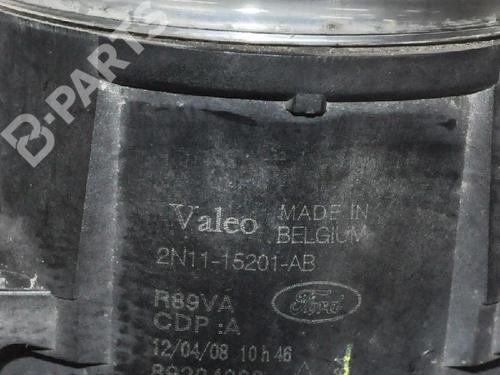 B-PARTS
Valeo MADE IN
BELGIUM
2N11-15201-AB
R89VA
CDP :A
Ford
12/04/08 10 h 46